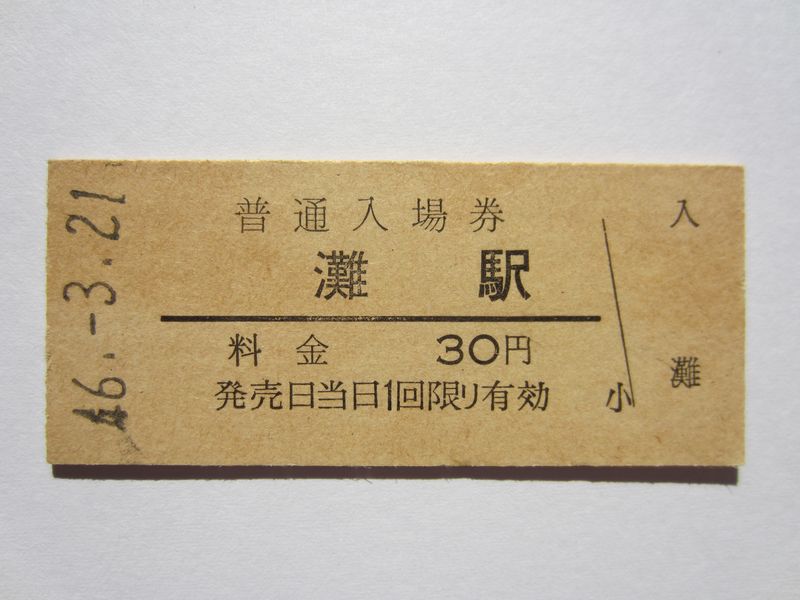 46.-3.21
普通入場券
灘駅
料金 30円
発売日当日1回限り有効
小
入
灘